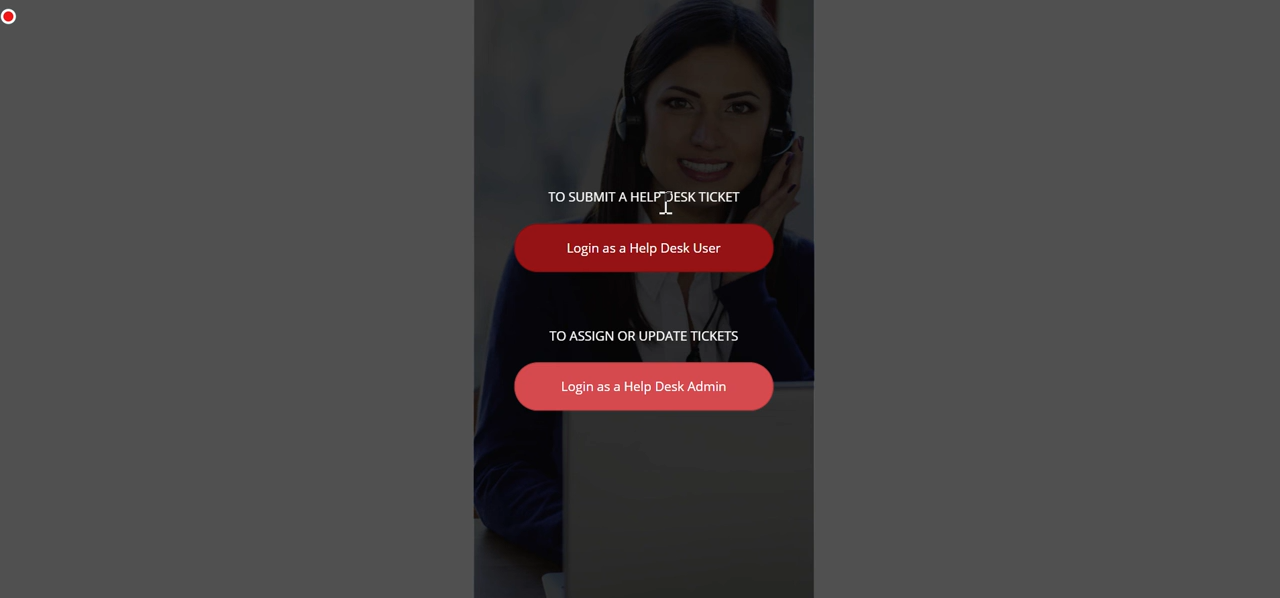 TO SUBMIT A HELP DESK TICKET
Login as a Help Desk User
TO ASSIGN OR UPDATE TICKETS
Login as a Help Desk Admin